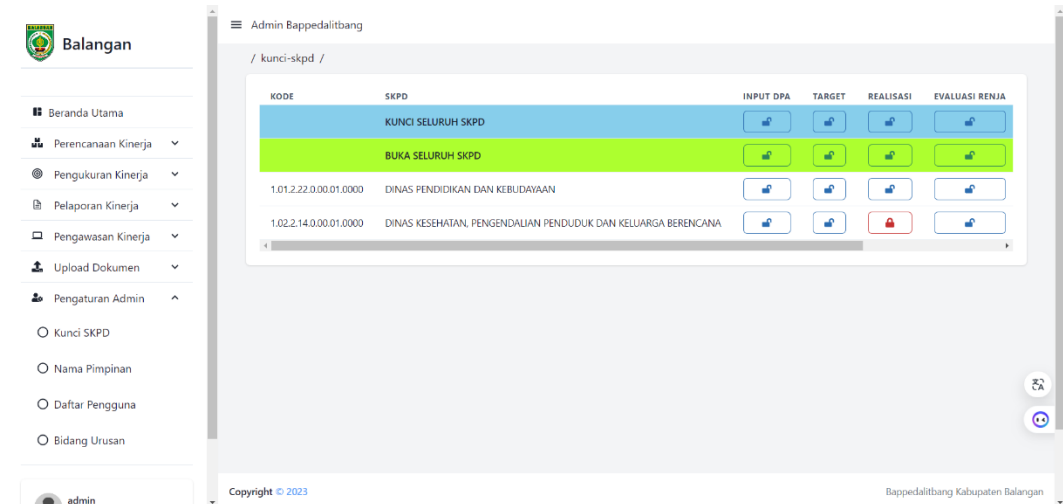 Balangan
Beranda Utama
Perencanaan Kinerja
Pengukuran Kinerja
Pelaporan Kinerja
Pengawasan Kinerja
Upload Dokumen
Pengaturan Admin
Kunci SKPD
Nama Pimpinan
Daftar Pengguna
Bidang Urusan
admin
Admin Bappedalitbang
/ kunci-skpd /
KODE SKPD INPUT DPA TARGET REALISASI EVALUASI RENJA
KUNCI SELURUH SKPD
BUKA SELURUH SKPD
1.01.2.22.0.00.01.0000 DINAS PENDIDIKAN DAN KEBUDAYAAN
1.02.2.14.0.00.01.0000 DINAS KESEHATAN, PENGENDALIAN PENDUDUK DAN KELUARGA BERENCANA
Copyright © 2023
Bappedalitbang Kabupaten Balangan